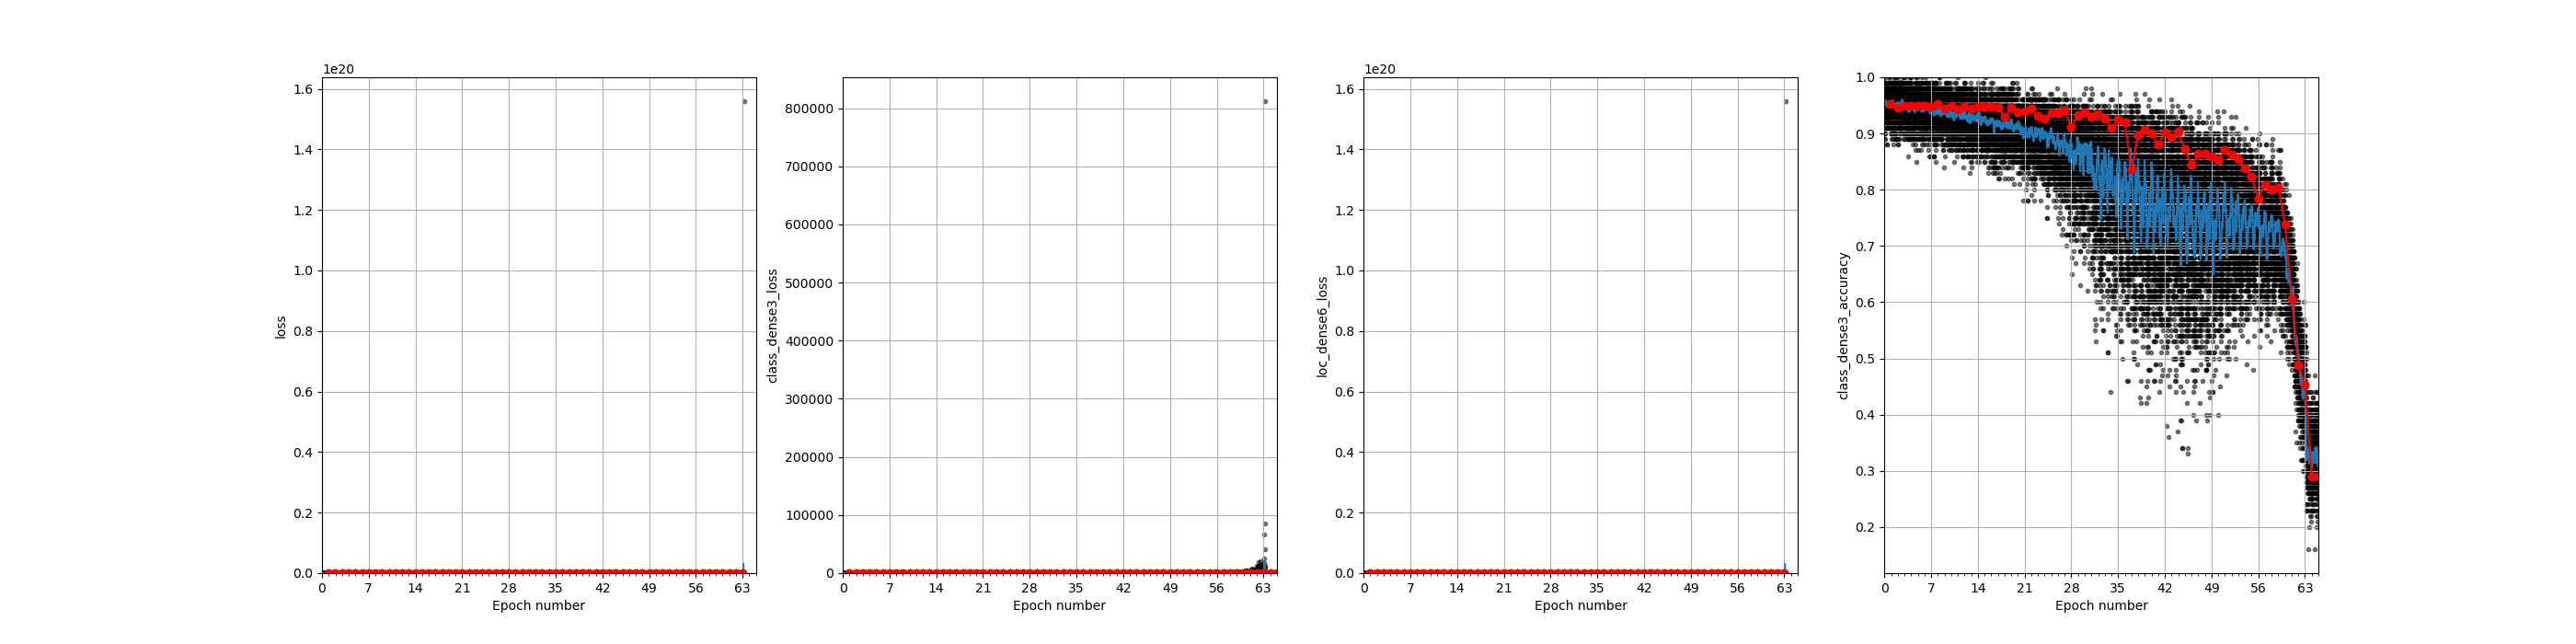 1e20
1.6
1.4
1.2
1.0
0.8
0.6
0.4
0.2
0.0
loss
0 7 14 21 28 35 42 49 56 63
Epoch number
800000
700000
600000
500000
400000
300000
200000
100000
0
class_dense3_loss
0 7 14 21 28 35 42 49 56 63
Epoch number
1e20
1.6
1.4
1.2
1.0
0.8
0.6
0.4
0.2
0.0
loc_dense6_loss
0 7 14 21 28 35 42 49 56 63
Epoch number
1.0
0.9
0.8
0.7
0.6
0.5
0.4
0.3
0.2
class_dense3_accuracy
0 7 14 21 28 35 42 49 56 63
Epoch number